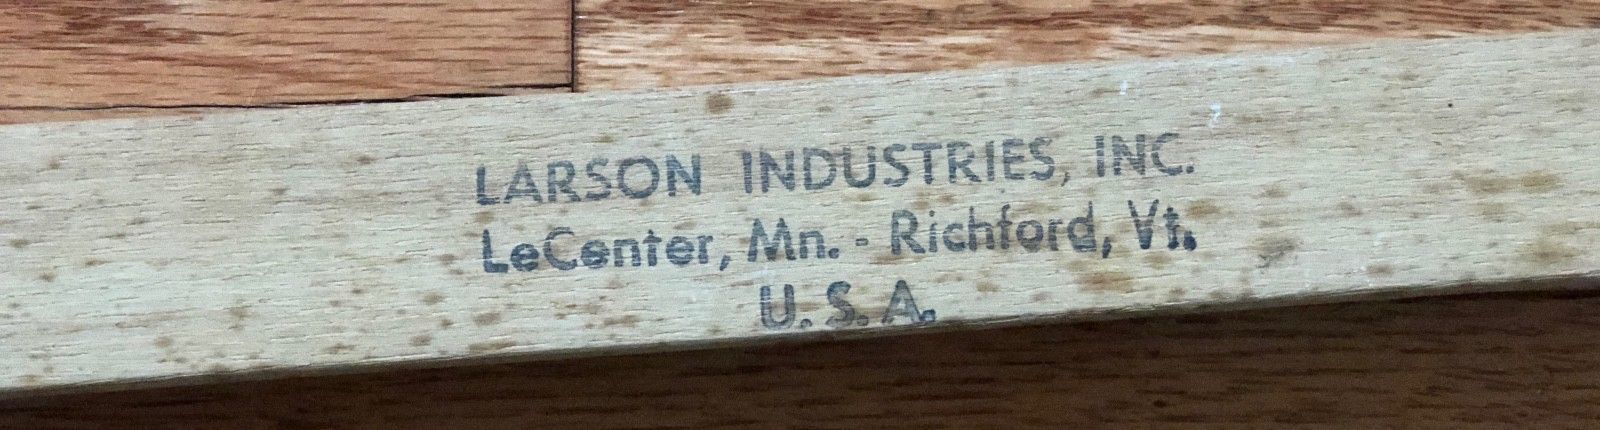 LARSON INDUSTRIES, INC.
LeCenter, Mn. - Richford, Vt.
U.S.A.